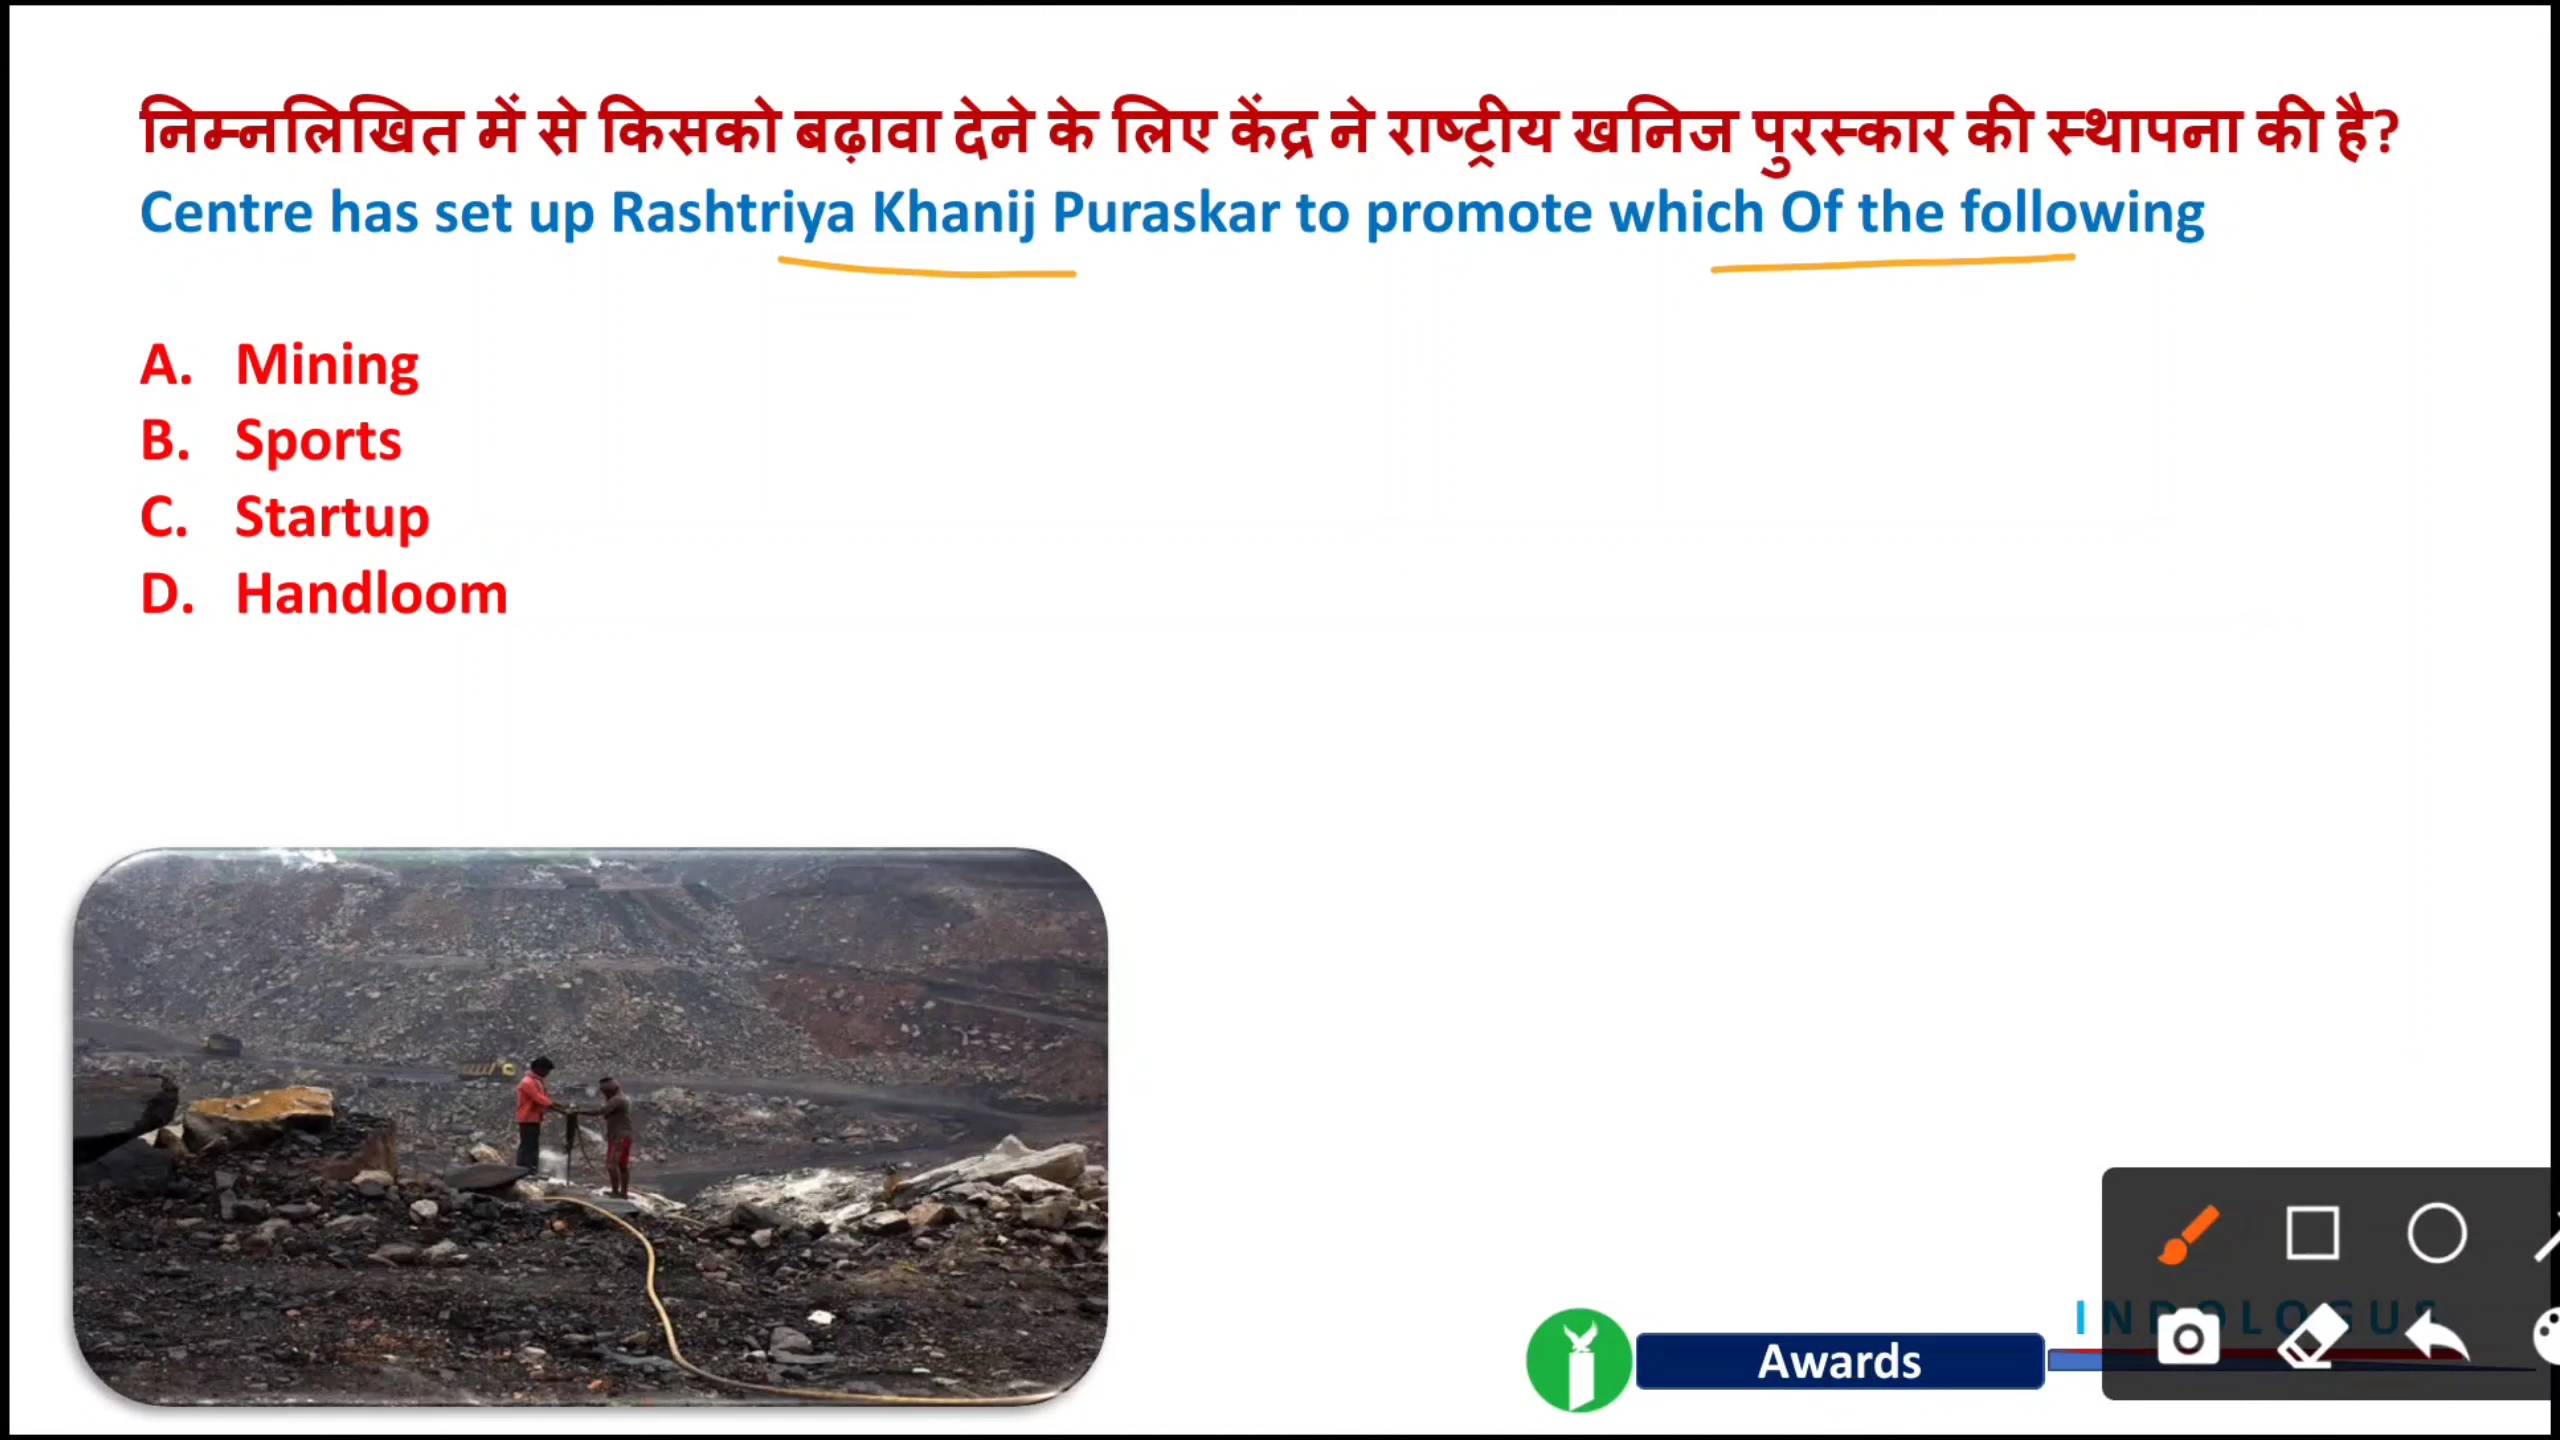 निम्नलिखित में से किसको बढ़ावा देने के लिए केंद्र ने राष्ट्रीय खनिज पुरस्कार की स्थापना की है?
Centre has set up Rashtriya Khanij Puraskar to promote which Of the following
A. Mining
B. Sports
C. Startup
D. Handloom
Awards